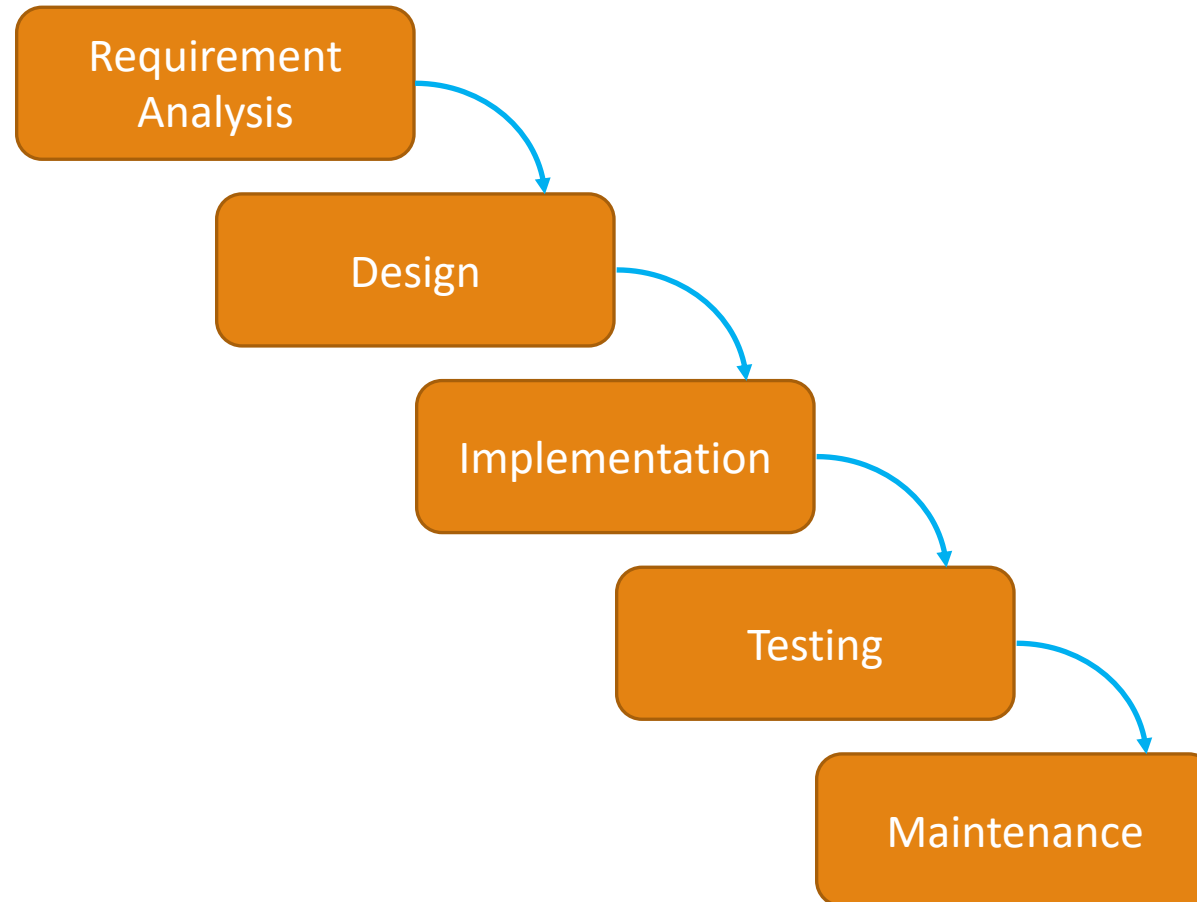 Requirement
Analysis
Design
Implementation
Testing
Maintenance